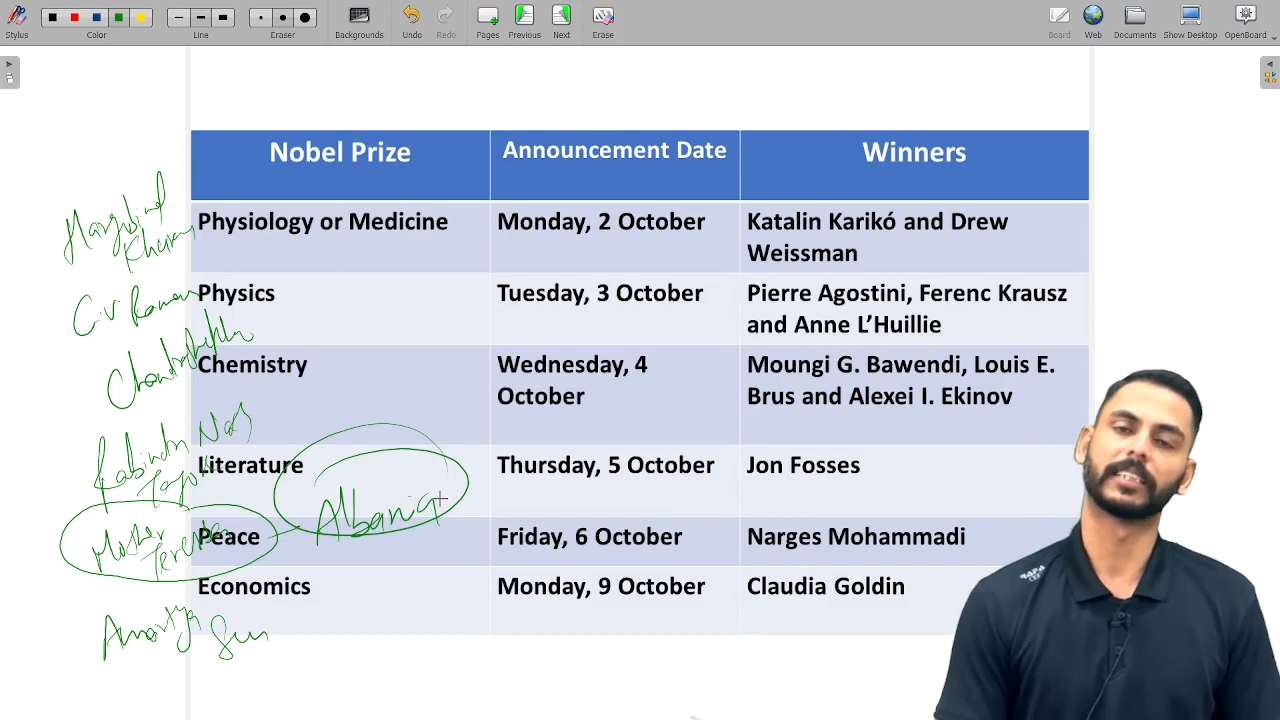 Stylus
Color
Line
Eraser
Backgrounds
Undo
Redo
Pages
Previous
Next
Erase
Board
Web
Documents
Show Desktop
OpenBoard
Nobel Prize Announcement Date Winners
Physiology or Medicine Monday, 2 October Katalin Karikó and Drew
Weissman
Physics Tuesday, 3 October Pierre Agostini, Ferenc Krausz
and Anne L’Huillie
Chemistry Wednesday, 4 Moungi G. Bawendi, Louis E.
October Brus and Alexei I. Ekinov
Literature Thursday, 5 October Jon Fosses
Peace Friday, 6 October Narges Mohammadi
Economics Monday, 9 October Claudia Goldin
C.V Raman
Mother
Albania
Amartya Sen